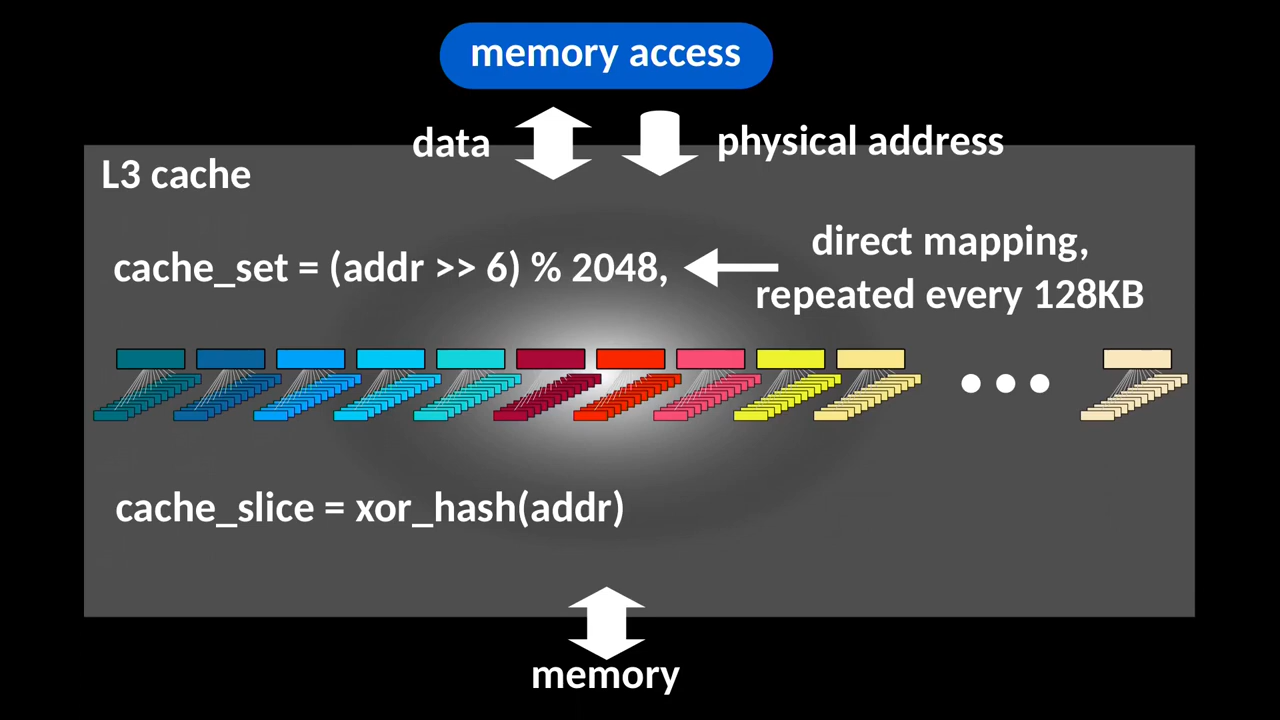 memory access
data
physical address
L3 cache
direct mapping,
cache_set = (addr >> 6) % 2048,
repeated every 128KB
cache_slice = xor_hash(addr)
memory